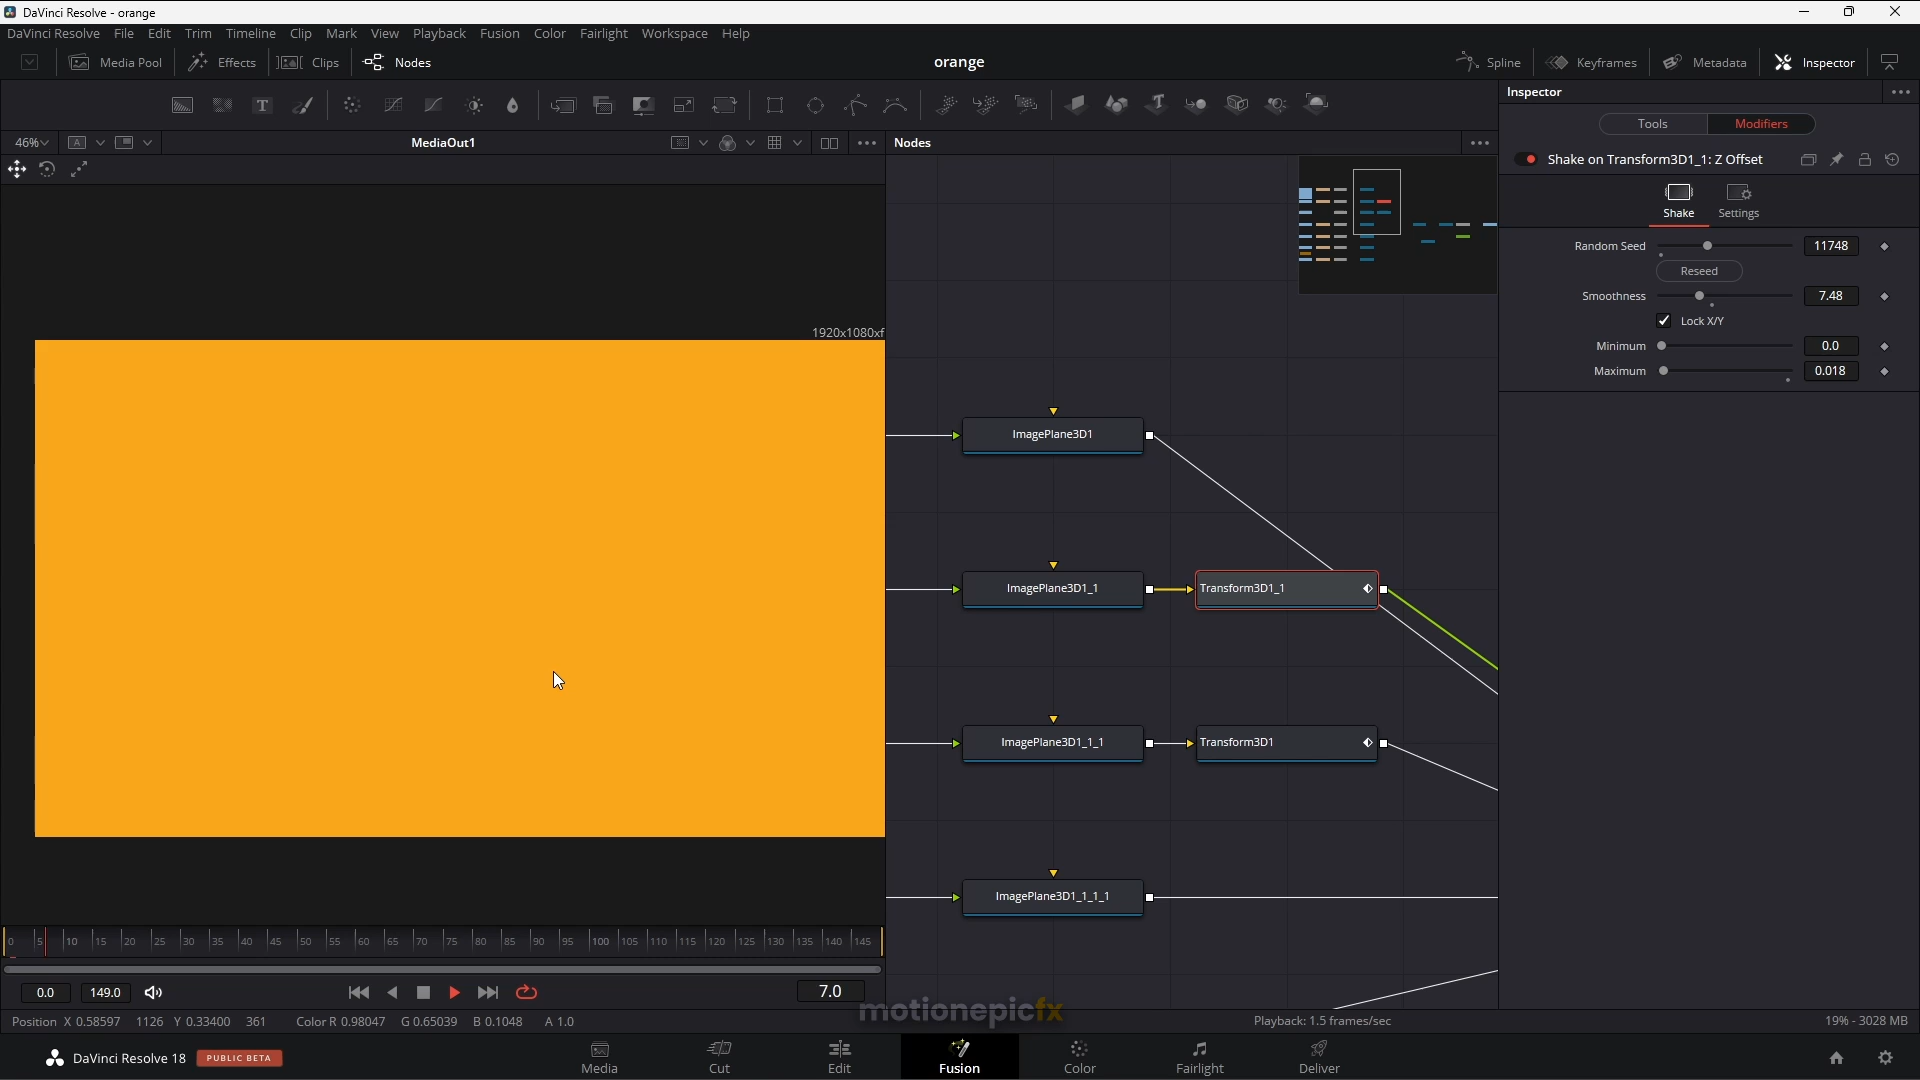 DaVinci Resolve - orange
DaVinci Resolve File Edit Trim Timeline Clip Mark View Playback Fusion Color Fairlight Workspace Help
Media Pool Effects Clips Nodes orange Spline Keyframes Metadata Inspector
Inspector
T
46% A MediaOut1 Nodes
Tools Modifiers
Shake on Transform3D1_1: Z Offset
Shake Settings
Random Seed 11748
Reseed
Smoothness 7.48
Lock X/Y
Minimum 0.0
Maximum 0.018
1920x1080xf
ImagePlane3D1
ImagePlane3D1_1 Transform3D1_1
ImagePlane3D1_1_1 Transform3D1
ImagePlane3D1_1_1_1
0 5 10 15 20 25 30 35 40 45 50 55 60 65 70 75 80 85 90 95 100 105 110 115 120 125 130 135 140 145
0.0 149.0 7.0
motionepicfx
Position X 0.58597 1126 Y 0.33400 361 Color R 0.98047 G 0.65039 B 0.1048 A 1.0 Playback: 1.5 frames/sec 19% - 3028 MB
DaVinci Resolve 18 PUBLIC BETA Media Cut Edit Fusion Color Fairlight Deliver